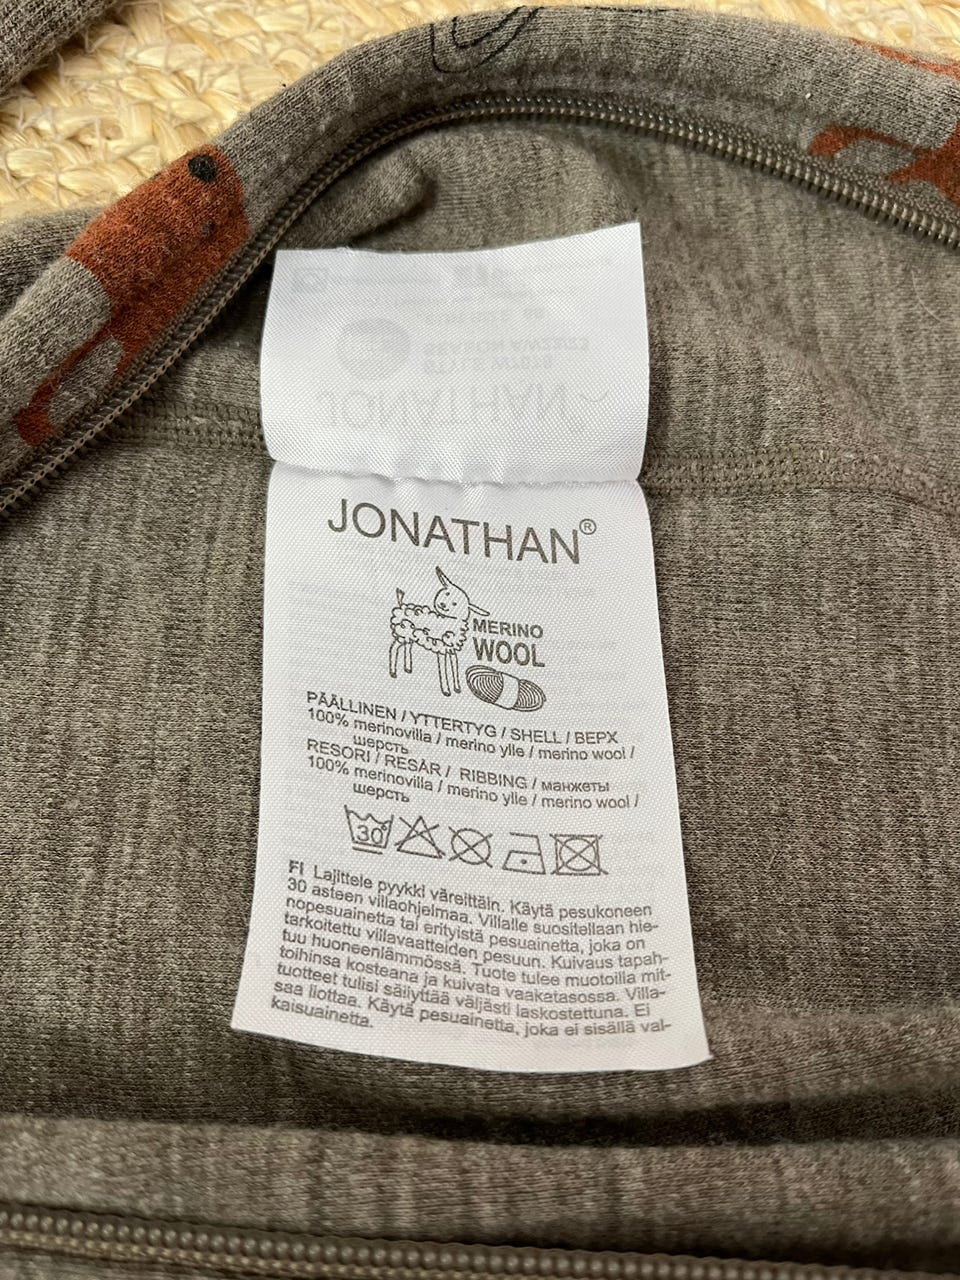 JONATHAN®
MERINO
WOOL
PÄÄLLINEN / YTTERTYG / SHELL / ВЕРХ
100% merinovilla / merino ylle / merino wool /
шерсть
RESORI / RESÅR / RIBBING / манжеты
100% merinovilla / merino ylle / merino wool /
шерсть
30
FI Lajittele pyykki väreittäin. Käytä pesukoneen
30 asteen villaohjelmaa. Villalle suositellaan hie-
nopesuainetta tai erityistä pesuainetta, joka on
tarkoitettu villavaatteiden pesuun. Kuivaus tapah-
tuu huoneenlämmössä. Tuote tulee muotoilla mit-
toihinsa kosteana ja kuivata vaakatasossa. Villa-
tuotteet tulisi säilyttää väljästi laskostettuna. Ei
saa liottaa. Käytä pesuainetta, joka ei sisällä val-
kaisuainetta.